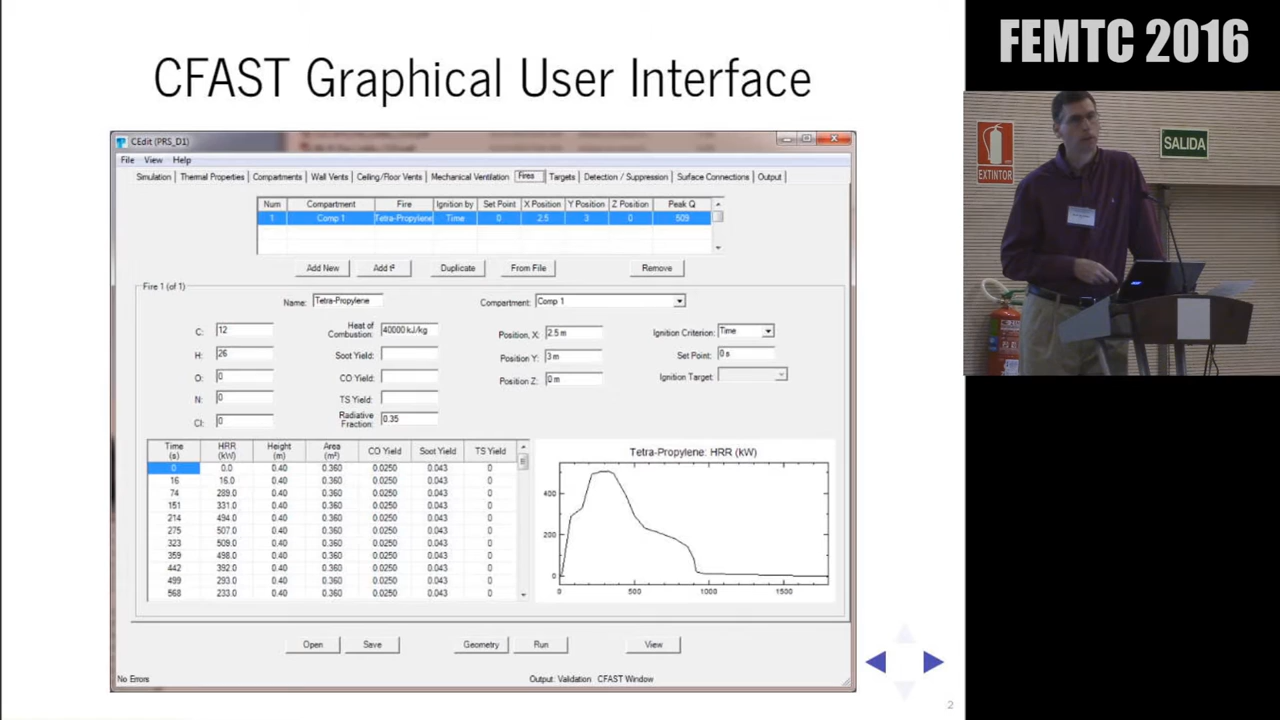 CFAST Graphical User Interface
FEMTC 2016
EXTINTOR
SALIDA
CEdit (PRS_D1)
File View Help
Simulation Thermal Properties Compartments Wall Vents Ceiling/Floor Vents Mechanical Ventilation Fires Targets Detection / Suppression Surface Connections Output
Num Compartment Fire Ignition by Set Point X Position Y Position Z Position Peak Q
1 Comp 1 Tetra-Propylene Time 0 2.5 3 0 509
Add New Add t² Duplicate From File Remove
Fire 1 (of 1)
Name: Tetra-Propylene Compartment: Comp 1
C: 12 Heat of Combustion: 40000 kJ/kg Position, X: 2.5 m Ignition Criterion: Time
H: 26 Soot Yield: Position Y: 3 m Set Point: 0 s
O: 0 CO Yield: Position Z: 0 m Ignition Target:
N: 0 TS Yield:
Cl: 0 Radiative Fraction: 0.35
Time (s) HRR (kW) Height (m) Area (m²) CO Yield Soot Yield TS Yield
0 0.0 0.40 0.360 0.0250 0.043 0
16 16.0 0.40 0.360 0.0250 0.043 0
74 289.0 0.40 0.360 0.0250 0.043 0
151 331.0 0.40 0.360 0.0250 0.043 0
214 494.0 0.40 0.360 0.0250 0.043 0
275 507.0 0.40 0.360 0.0250 0.043 0
323 509.0 0.40 0.360 0.0250 0.043 0
359 498.0 0.40 0.360 0.0250 0.043 0
442 392.0 0.40 0.360 0.0250 0.043 0
499 293.0 0.40 0.360 0.0250 0.043 0
568 233.0 0.40 0.360 0.0250 0.043 0
Tetra-Propylene: HRR (kW)
400
200
0
0 500 1000 1500
Open Save Geometry Run View
No Errors Output: Validation CFAST Window
2